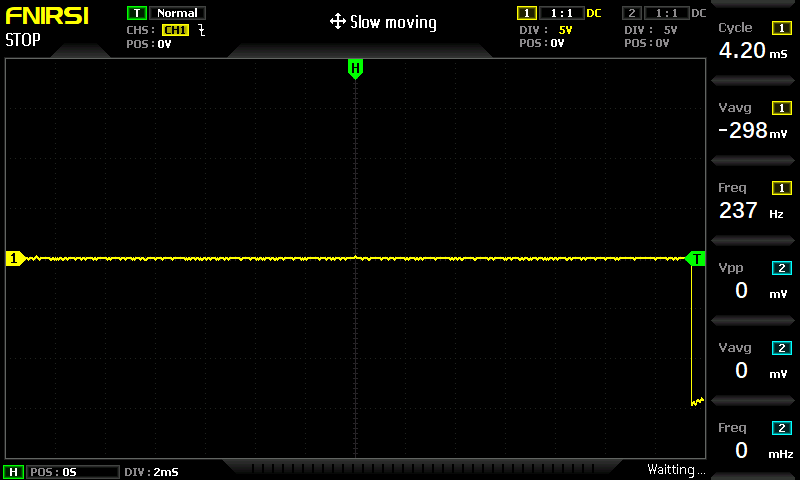 FNIRSI
STOP
T Normal
CHS: CH1
POS: 0V
Slow moving
1 1:1 DC
DIV: 5V
POS: 0V
2 1:1 DC
DIV: 5V
POS: 0V
H
1
T
Cycle 1
4.20 mS
Vavg 1
-298 mV
Freq 1
237 Hz
Vpp 2
0 mV
Vavg 2
0 mV
Freq 2
0 mHz
H POS: 0S DIV: 2mS
Waitting...